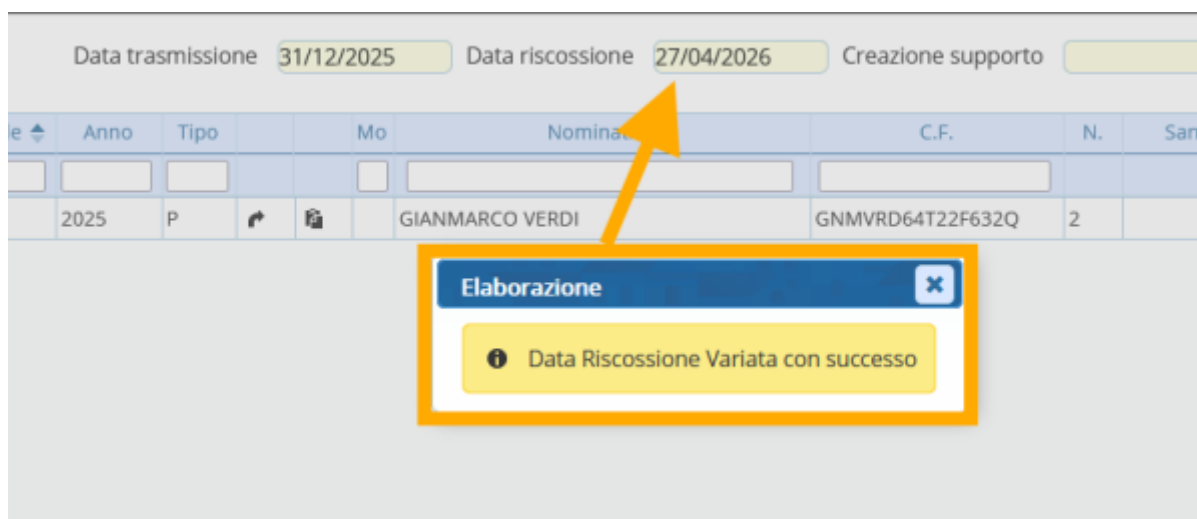 Data trasmissione 31/12/2025 Data riscossione 27/04/2026 Creazione supporto
le Anno Tipo Mo C.F. N.
2025 P GIANMARCO VERDI GNMVRD64T22F632Q 2
Elaborazione
Data Riscossione Variata con successo